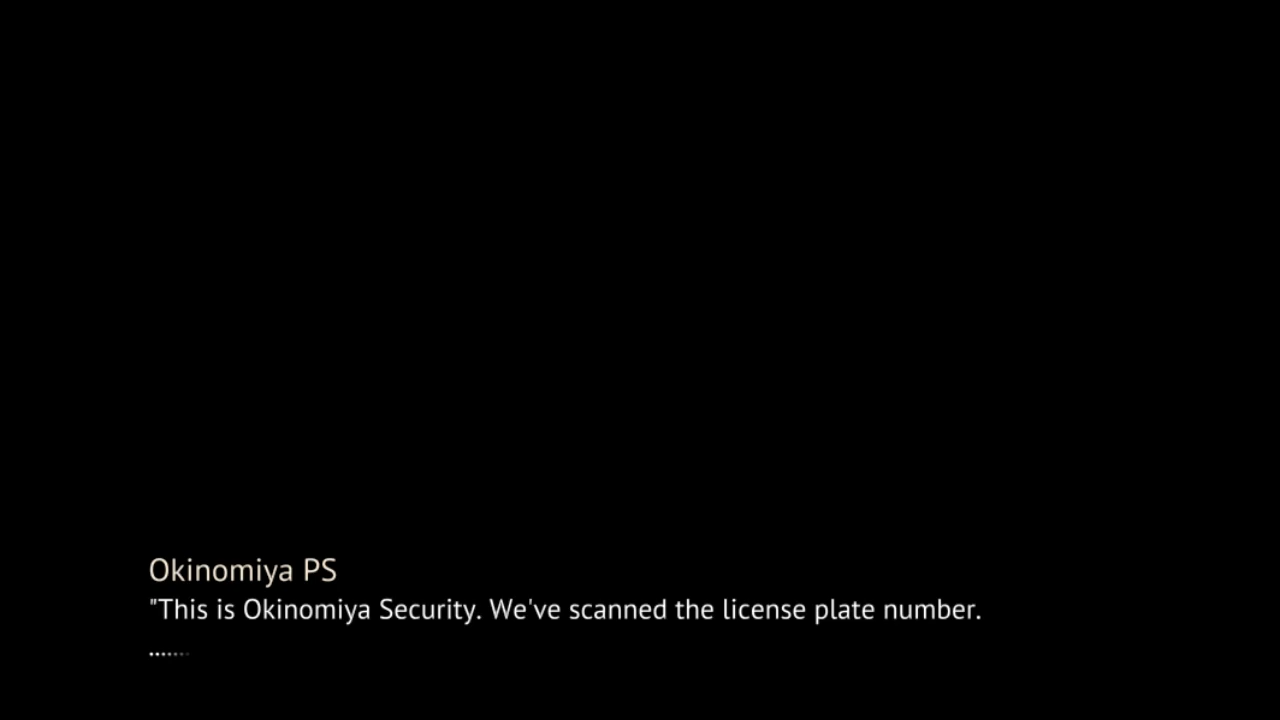 Okinomiya PS
"This is Okinomiya Security. We've scanned the license plate number.